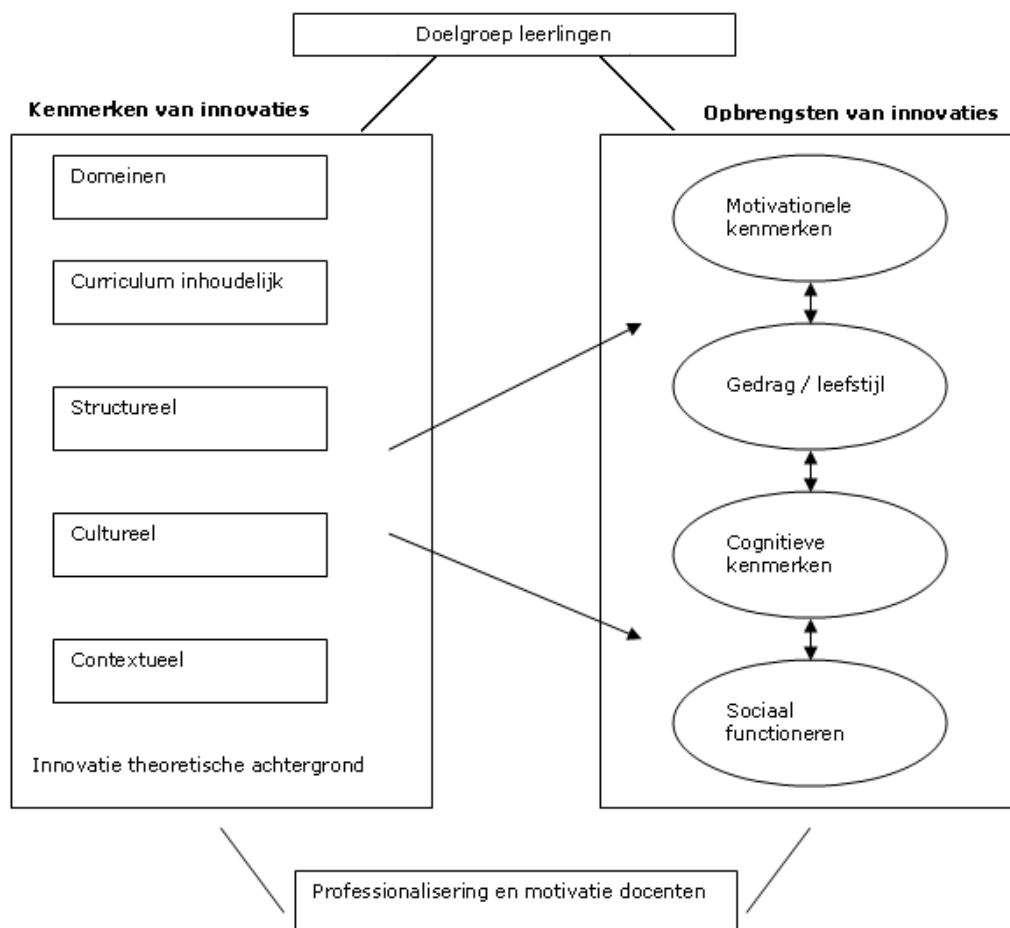 Doelgroep leerlingen
Kenmerken van innovaties
Domeinen
Curriculum inhoudelijk
Structureel
Cultureel
Contextueel
Innovatie theoretische achtergrond
Opbrengsten van innovaties
Motivationele
kenmerken
Gedrag / leefstijl
Cognitieve
kenmerken
Sociaal
functioneren
Professionalisering en motivatie docenten